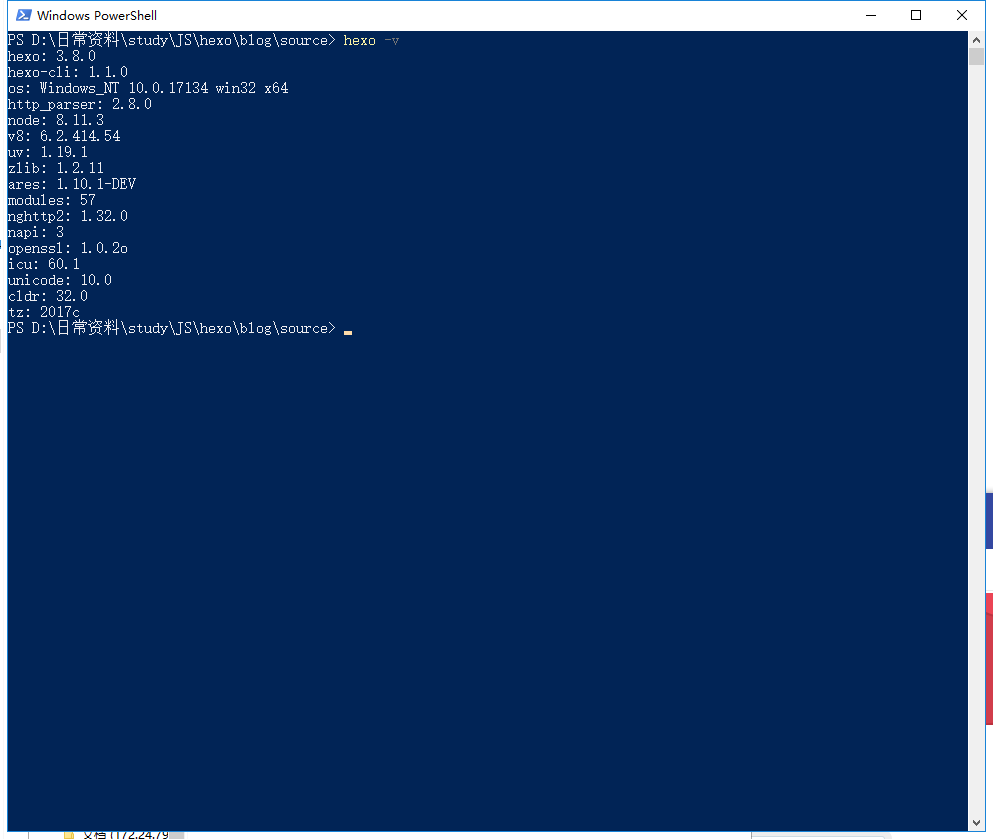 Windows PowerShell
PS D:\日常资料\study\JS\hexo\blog\source> hexo -v
hexo: 3.8.0
hexo-cli: 1.1.0
os: Windows_NT 10.0.17134 win32 x64
http_parser: 2.8.0
node: 8.11.3
v8: 6.2.414.54
uv: 1.19.1
zlib: 1.2.11
ares: 1.10.1-DEV
modules: 57
nghttp2: 1.32.0
napi: 3
openssl: 1.0.2o
icu: 60.1
unicode: 10.0
cldr: 32.0
tz: 2017c
PS D:\日常资料\study\JS\hexo\blog\source>
文档 (172.24.79